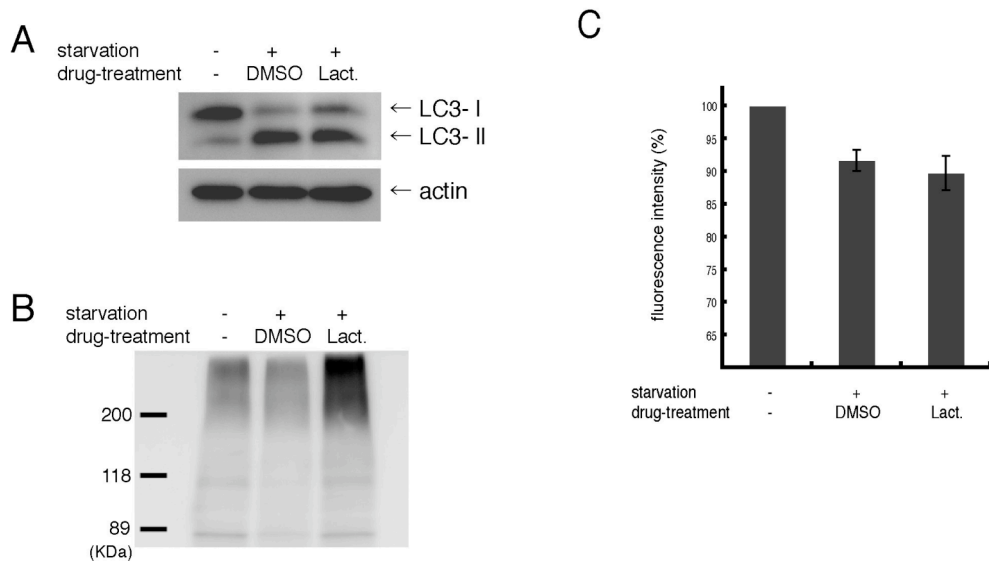 A
starvation - + +
drug-treatment - DMSO Lact.
← LC3- I
← LC3- II
← actin
B
starvation - + +
drug-treatment - DMSO Lact.
200
118
89
(KDa)
C
fluorescence intensity (%)
100
95
90
85
80
75
70
65
starvation - + +
drug-treatment - DMSO Lact.